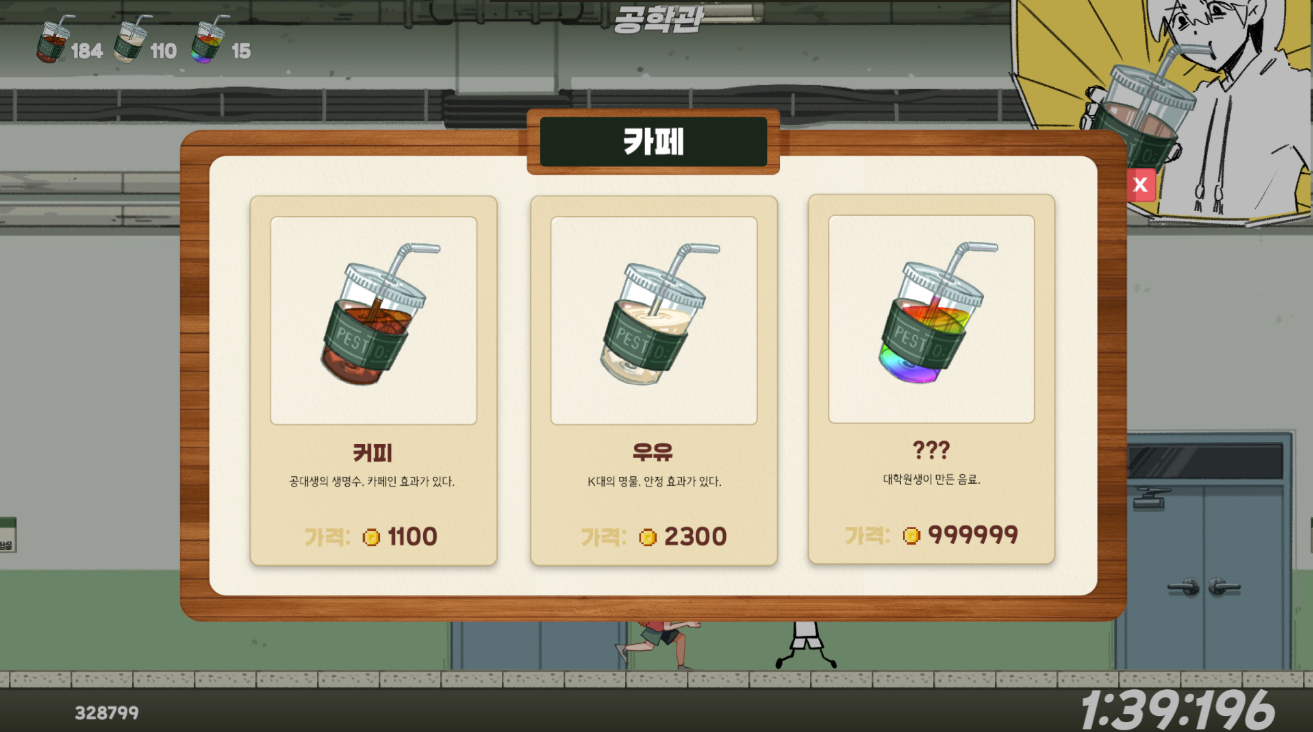 공학관
184 110 15
카페
X
PEST O:
PEST O:
PEST O:
커피
공대생의 생명수. 카페인 효과가 있다.
가격: 1100
우유
K대의 명물. 안정 효과가 있다.
가격: 2300
???
대학원생이 만든 음료.
가격: 999999
328799
1:39:196